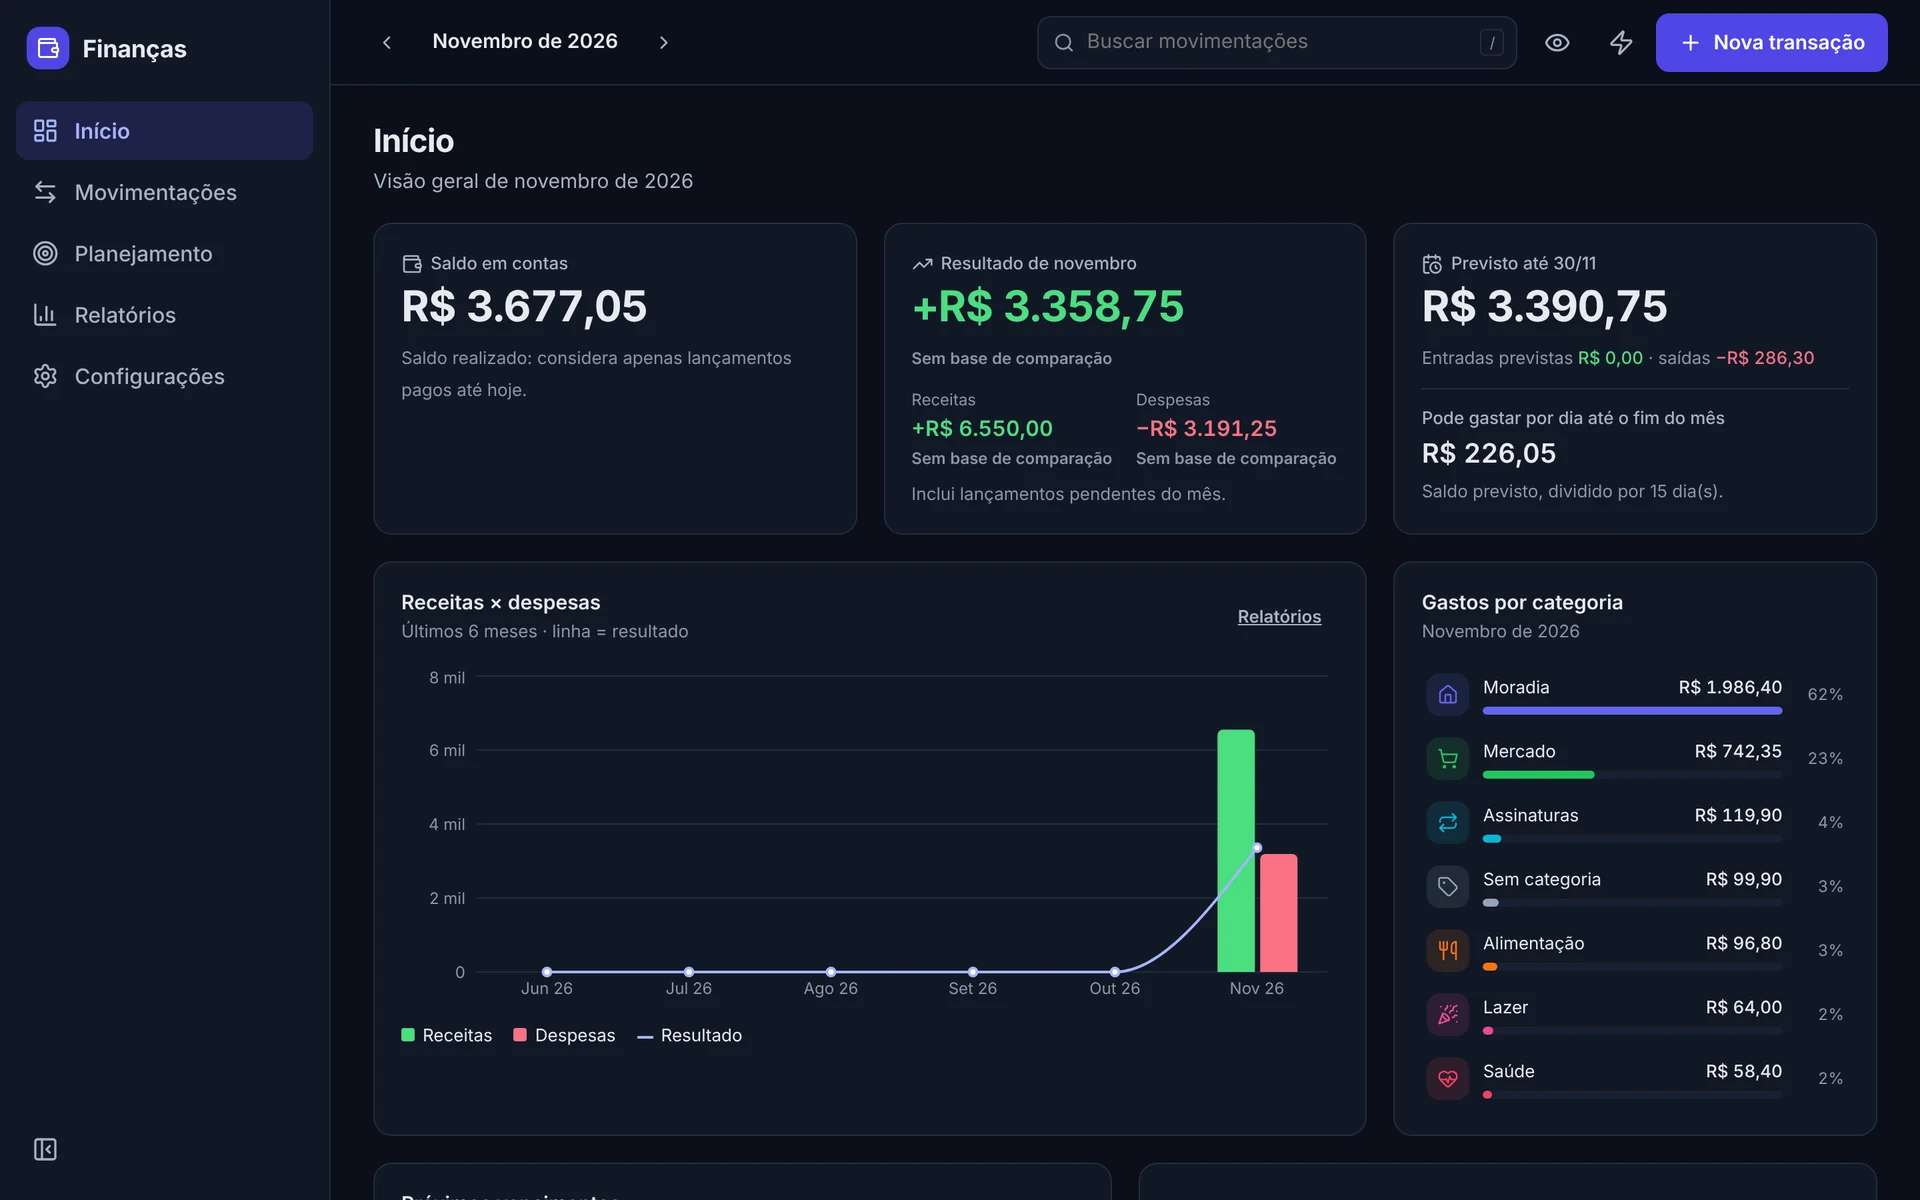 Finanças
Início
Movimentações
Planejamento
Relatórios
Configurações
Novembro de 2026
Buscar movimentações
/
Nova transação
Início
Visão geral de novembro de 2026
Saldo em contas
R$ 3.677,05
Saldo realizado: considera apenas lançamentos
pagos até hoje.
Resultado de novembro
+R$ 3.358,75
Sem base de comparação
Receitas
+R$ 6.550,00
Sem base de comparação
Despesas
−R$ 3.191,25
Sem base de comparação
Inclui lançamentos pendentes do mês.
Previsto até 30/11
R$ 3.390,75
Entradas previstas R$ 0,00 · saídas −R$ 286,30
Pode gastar por dia até o fim do mês
R$ 226,05
Saldo previsto, dividido por 15 dia(s).
Receitas × despesas
Últimos 6 meses · linha = resultado
Relatórios
8 mil
6 mil
4 mil
2 mil
0
Jun 26
Jul 26
Ago 26
Set 26
Out 26
Nov 26
Receitas
Despesas
Resultado
Gastos por categoria
Novembro de 2026
Moradia R$ 1.986,40 62%
Mercado R$ 742,35 23%
Assinaturas R$ 119,90 4%
Sem categoria R$ 99,90 3%
Alimentação R$ 96,80 3%
Lazer R$ 64,00 2%
Saúde R$ 58,40 2%